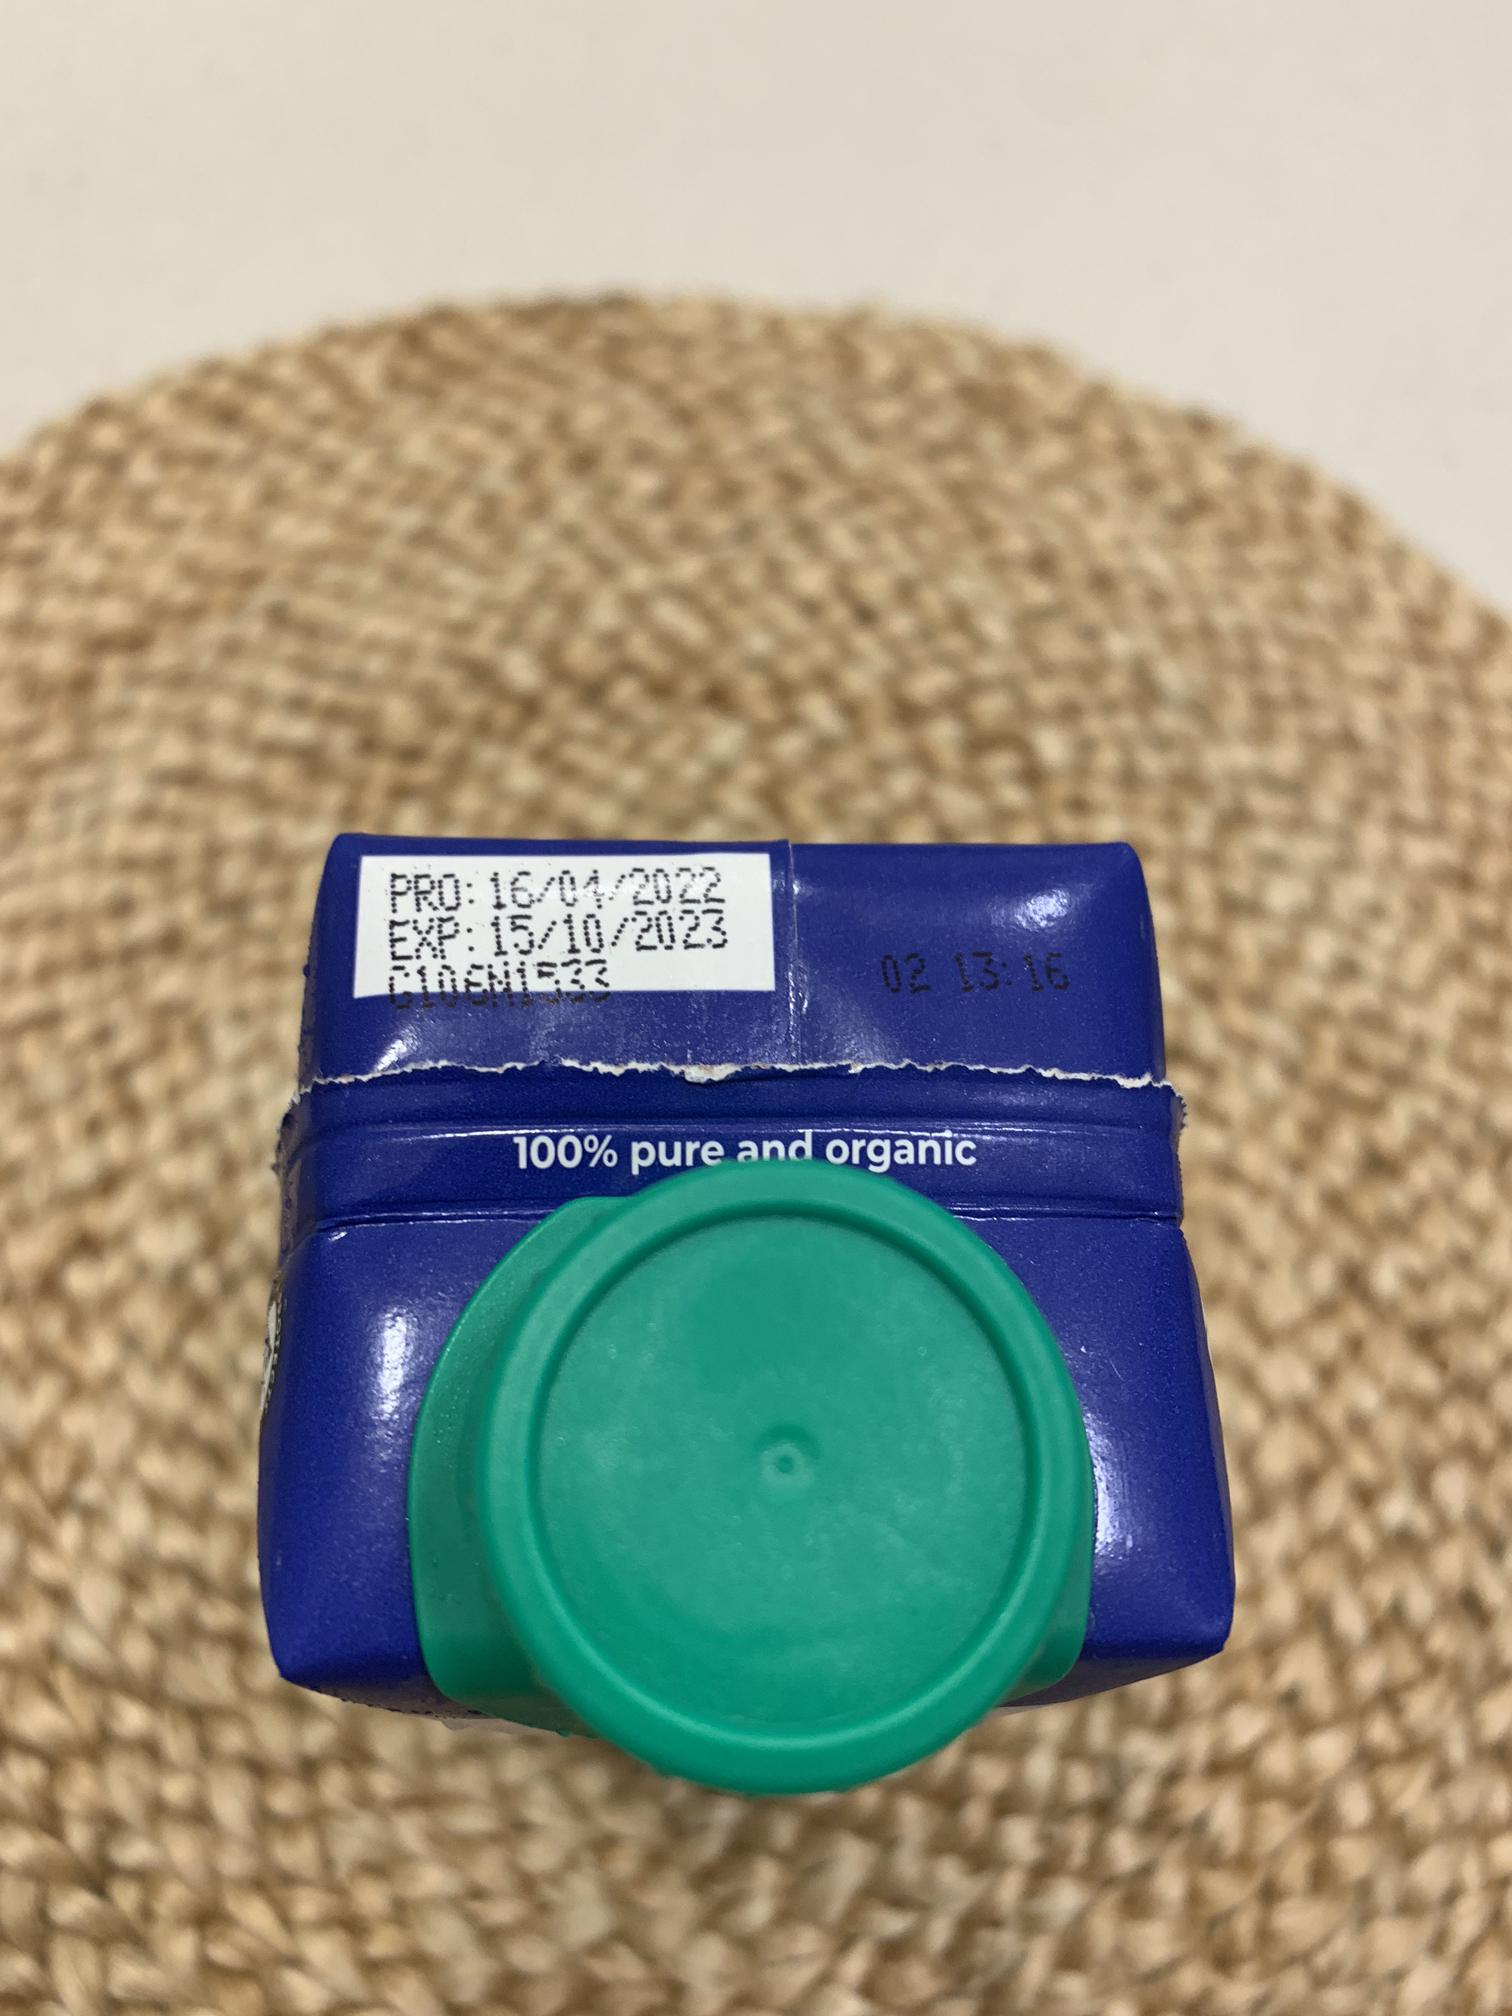 PRO: 16/04/2022
EXP: 15/10/2023
C106N1533
02 13:16
100% pure and organic